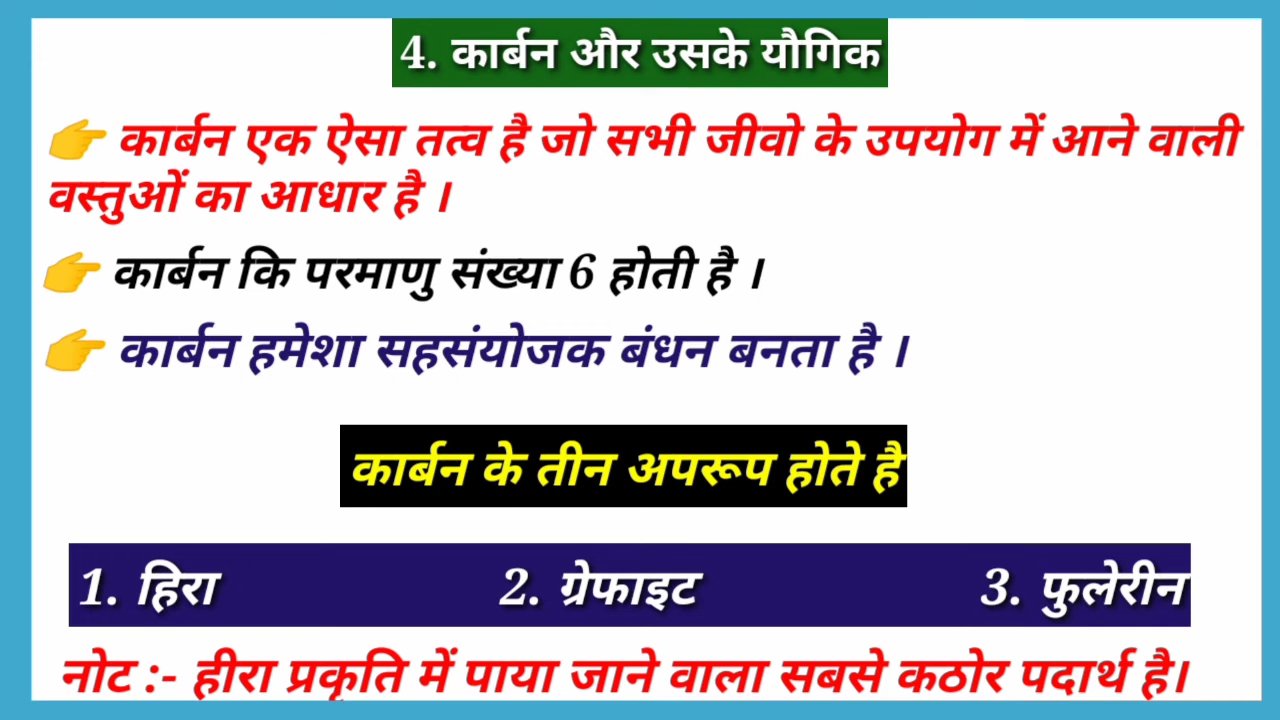 4. कार्बन और उसके यौगिक
👉 कार्बन एक ऐसा तत्व है जो सभी जीवो के उपयोग में आने वाली
वस्तुओं का आधार है ।
👉 कार्बन कि परमाणु संख्या 6 होती है ।
👉 कार्बन हमेशा सहसंयोजक बंधन बनता है ।
कार्बन के तीन अपरूप होते है
1. हिरा 2. ग्रेफाइट 3. फुलेरीन
नोट :- हीरा प्रकृति में पाया जाने वाला सबसे कठोर पदार्थ है।